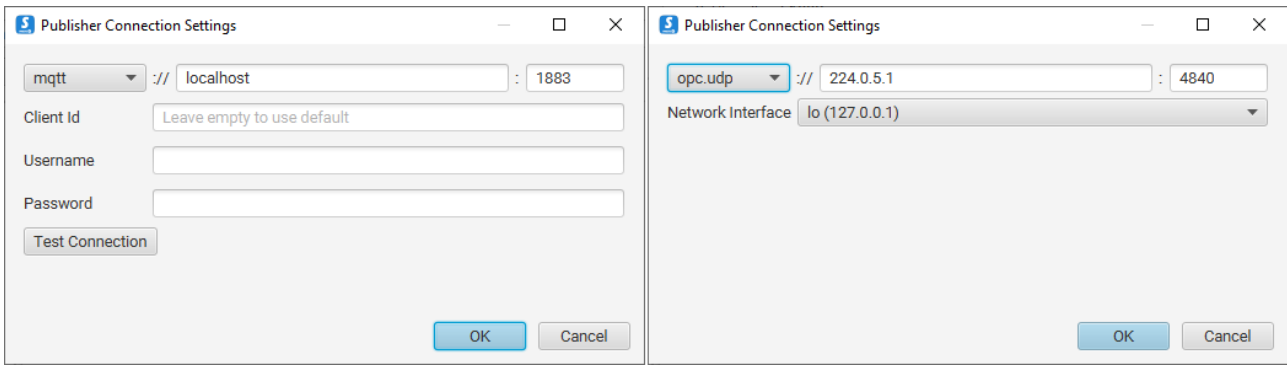 Publisher Connection Settings
mqtt :// localhost : 1883
Client Id Leave empty to use default
Username
Password
Test Connection
OK Cancel
Publisher Connection Settings
opc.udp :// 224.0.5.1 : 4840
Network Interface lo (127.0.0.1)
OK Cancel